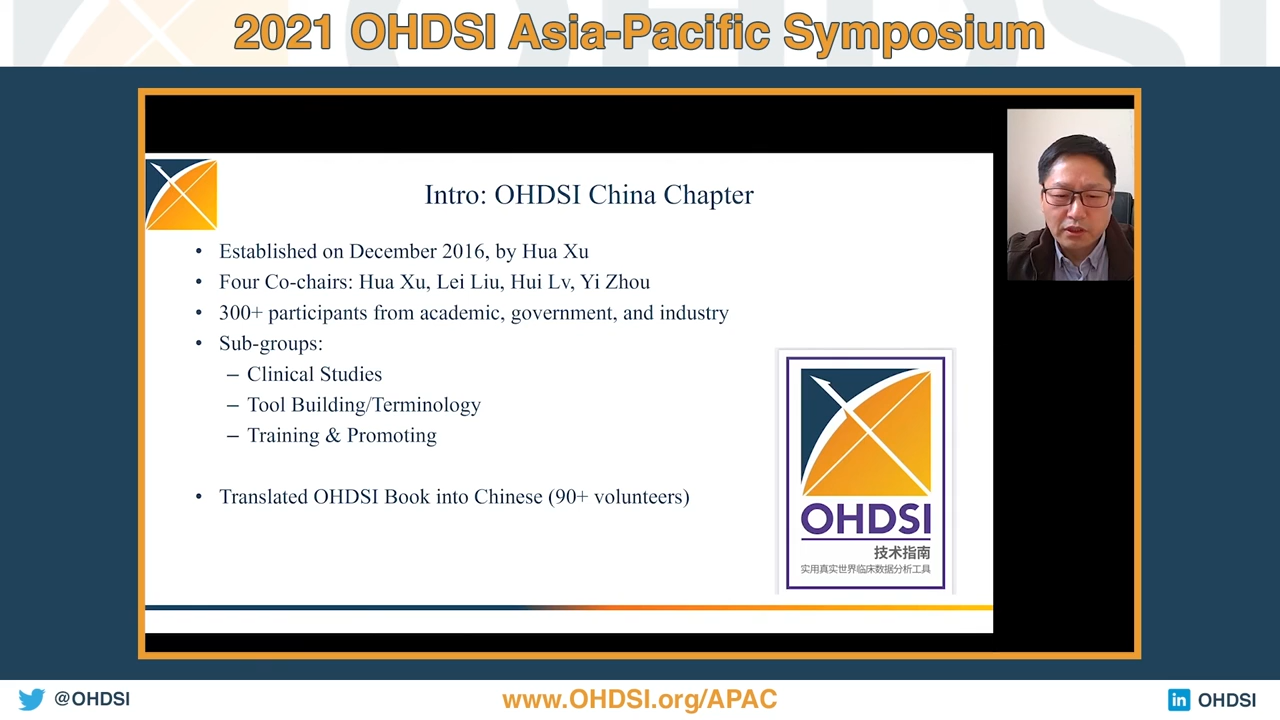 2021 OHDSI Asia-Pacific Symposium
Intro: OHDSI China Chapter
• Established on December 2016, by Hua Xu
• Four Co-chairs: Hua Xu, Lei Liu, Hui Lv, Yi Zhou
• 300+ participants from academic, government, and industry
• Sub-groups:
– Clinical Studies
– Tool Building/Terminology
– Training & Promoting
• Translated OHDSI Book into Chinese (90+ volunteers)
OHDSI
技术指南
实用真实世界临床数据分析工具
@OHDSI
www.OHDSI.org/APAC
in OHDSI